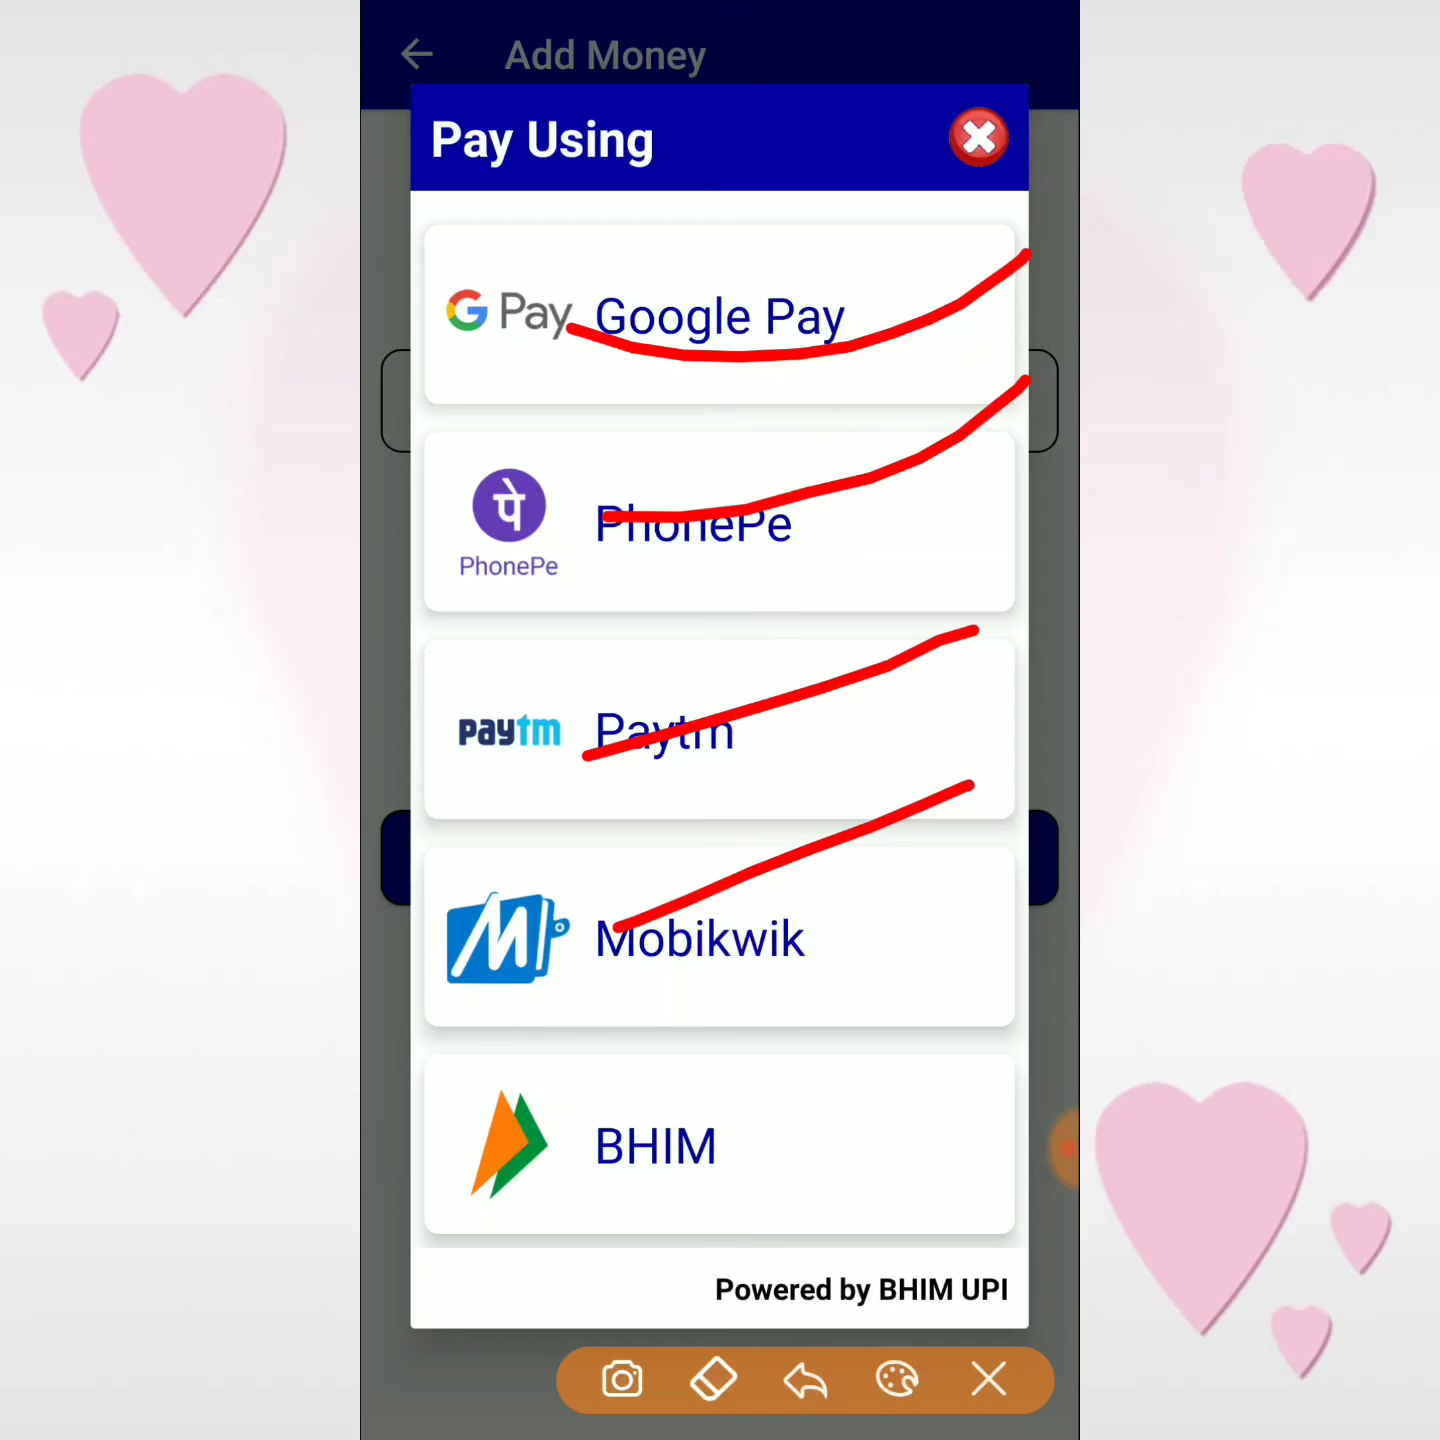 Add Money
Pay Using
G Pay Google Pay
पे
PhonePe PhonePe
paytm Paytm
Mobikwik
BHIM
Powered by BHIM UPI